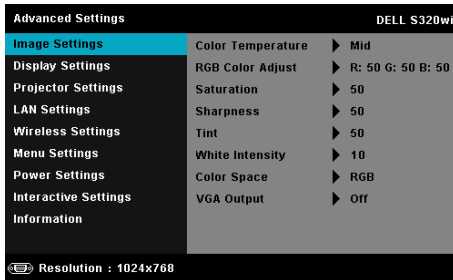 Advanced Settings DELL S320wi
Image Settings Color Temperature Mid
Display Settings RGB Color Adjust R: 50 G: 50 B: 50
Projector Settings Saturation 50
LAN Settings Sharpness 50
Wireless Settings Tint 50
Menu Settings White Intensity 10
Power Settings Color Space RGB
Interactive Settings VGA Output Off
Information
Resolution : 1024x768